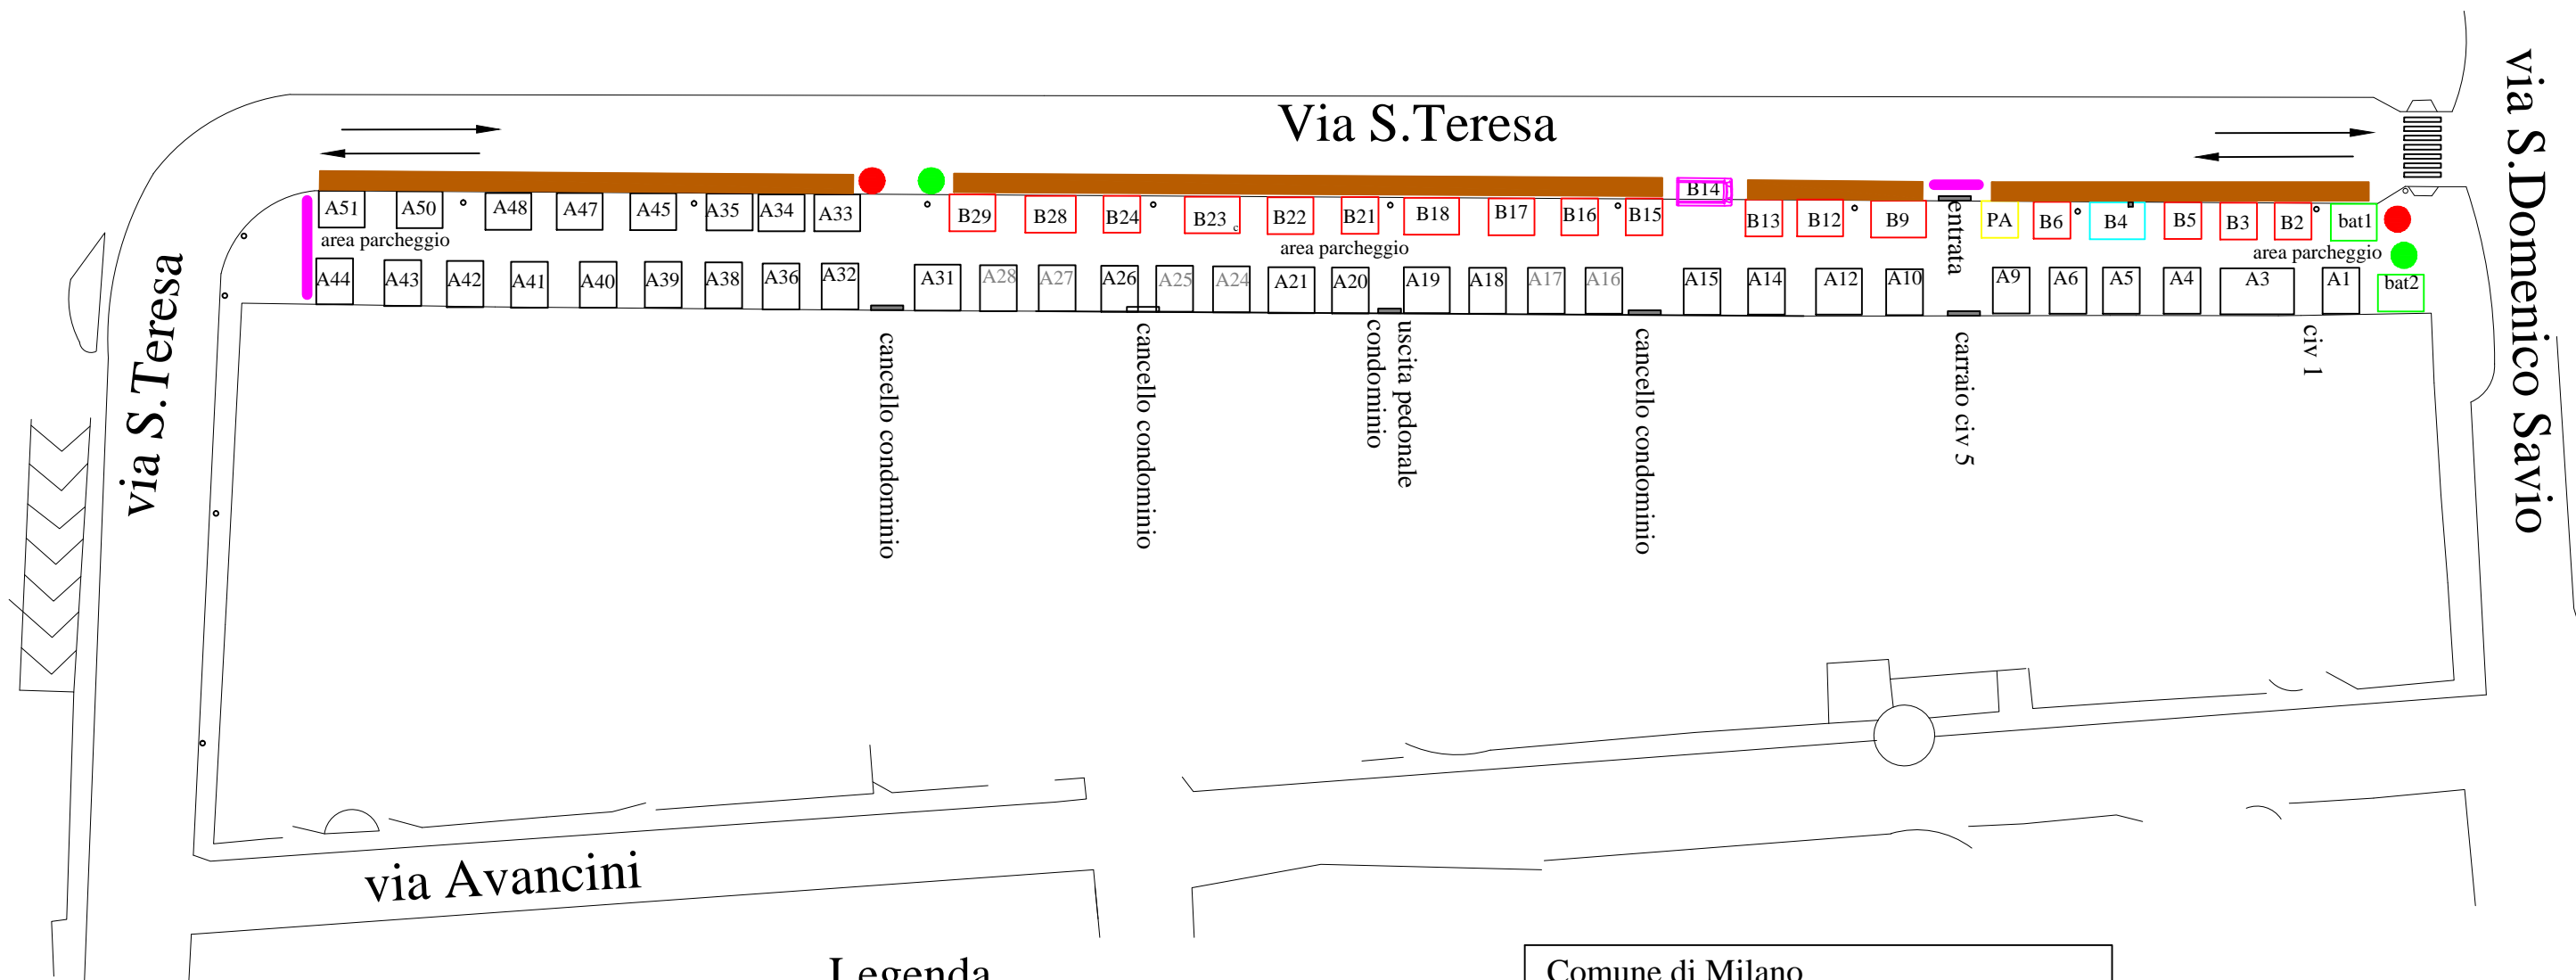 Via S.Teresa
via S.Domenico Savio
via S.Teresa
A51 A50 A48 A47 A45 A35 A34 A33 B29 B28 B24 B23 c B22 B21 B18 B17 B16 B15 B14 B13 B12 B9 entrata PA B6 B4 B5 B3 B2 bat1
area parcheggio area parcheggio area parcheggio
A44 A43 A42 A41 A40 A39 A38 A36 A32 A31 A28 A27 A26 A25 A24 A21 A20 A19 A18 A17 A16 A15 A14 A12 A10 A9 A6 A5 A4 A3 A1 bat2
cancello condominio
cancello condominio
uscita pedonale
condominio
cancello condominio
carraio civ 5
civ 1
via Avancini
Legenda
Comune di Milano